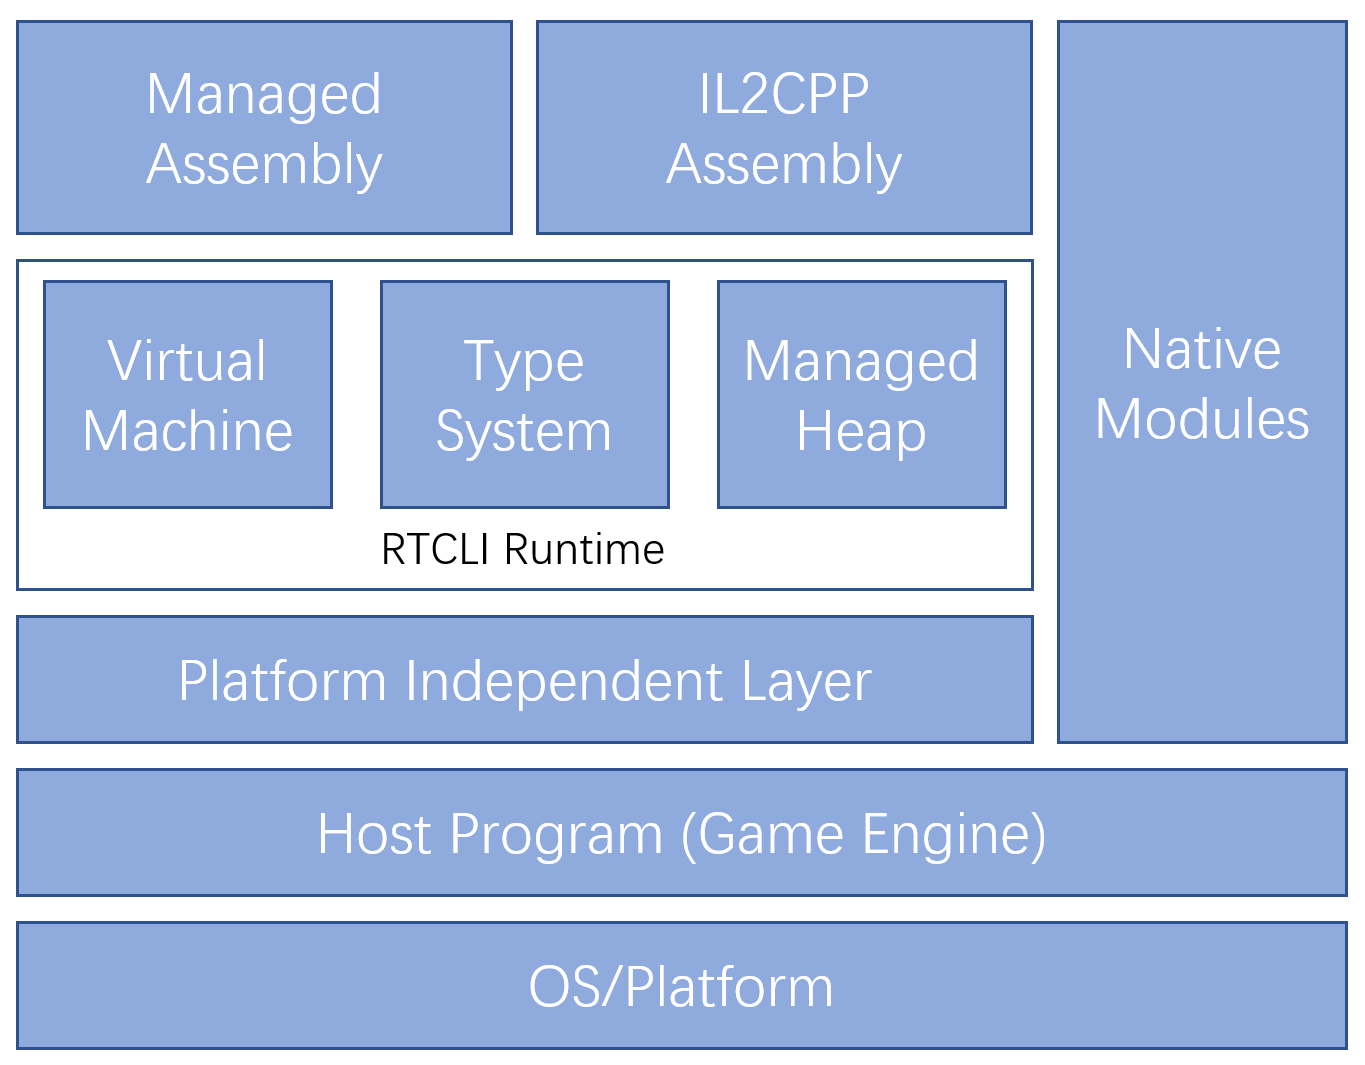 Managed
Assembly
IL2CPP
Assembly
Native
Modules
Virtual
Machine
Type
System
Managed
Heap
RTCLI Runtime
Platform Independent Layer
Host Program (Game Engine)
OS/Platform